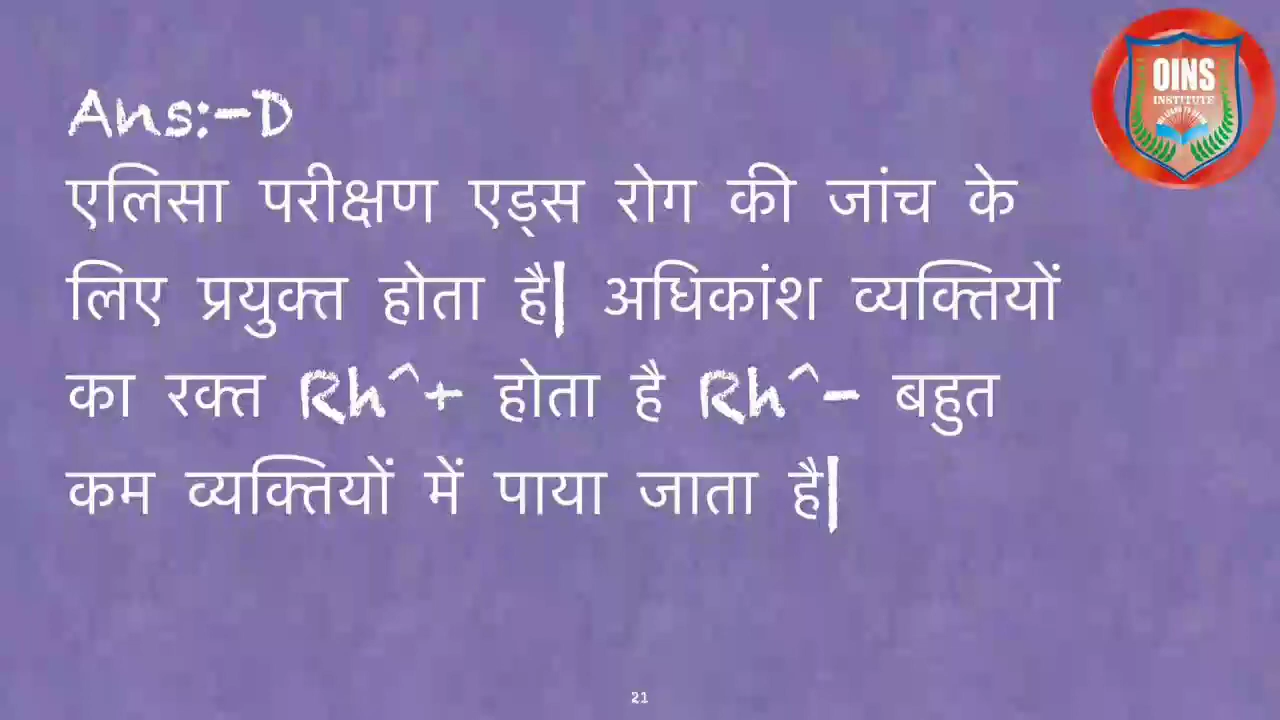 OINS
INSTITUTE
Ans:-D
एलिसा परीक्षण एड्स रोग की जांच के
लिए प्रयुक्त होता है| अधिकांश व्यक्तियों
का रक्त Rh^+ होता है Rh^- बहुत
कम व्यक्तियों में पाया जाता है|
21